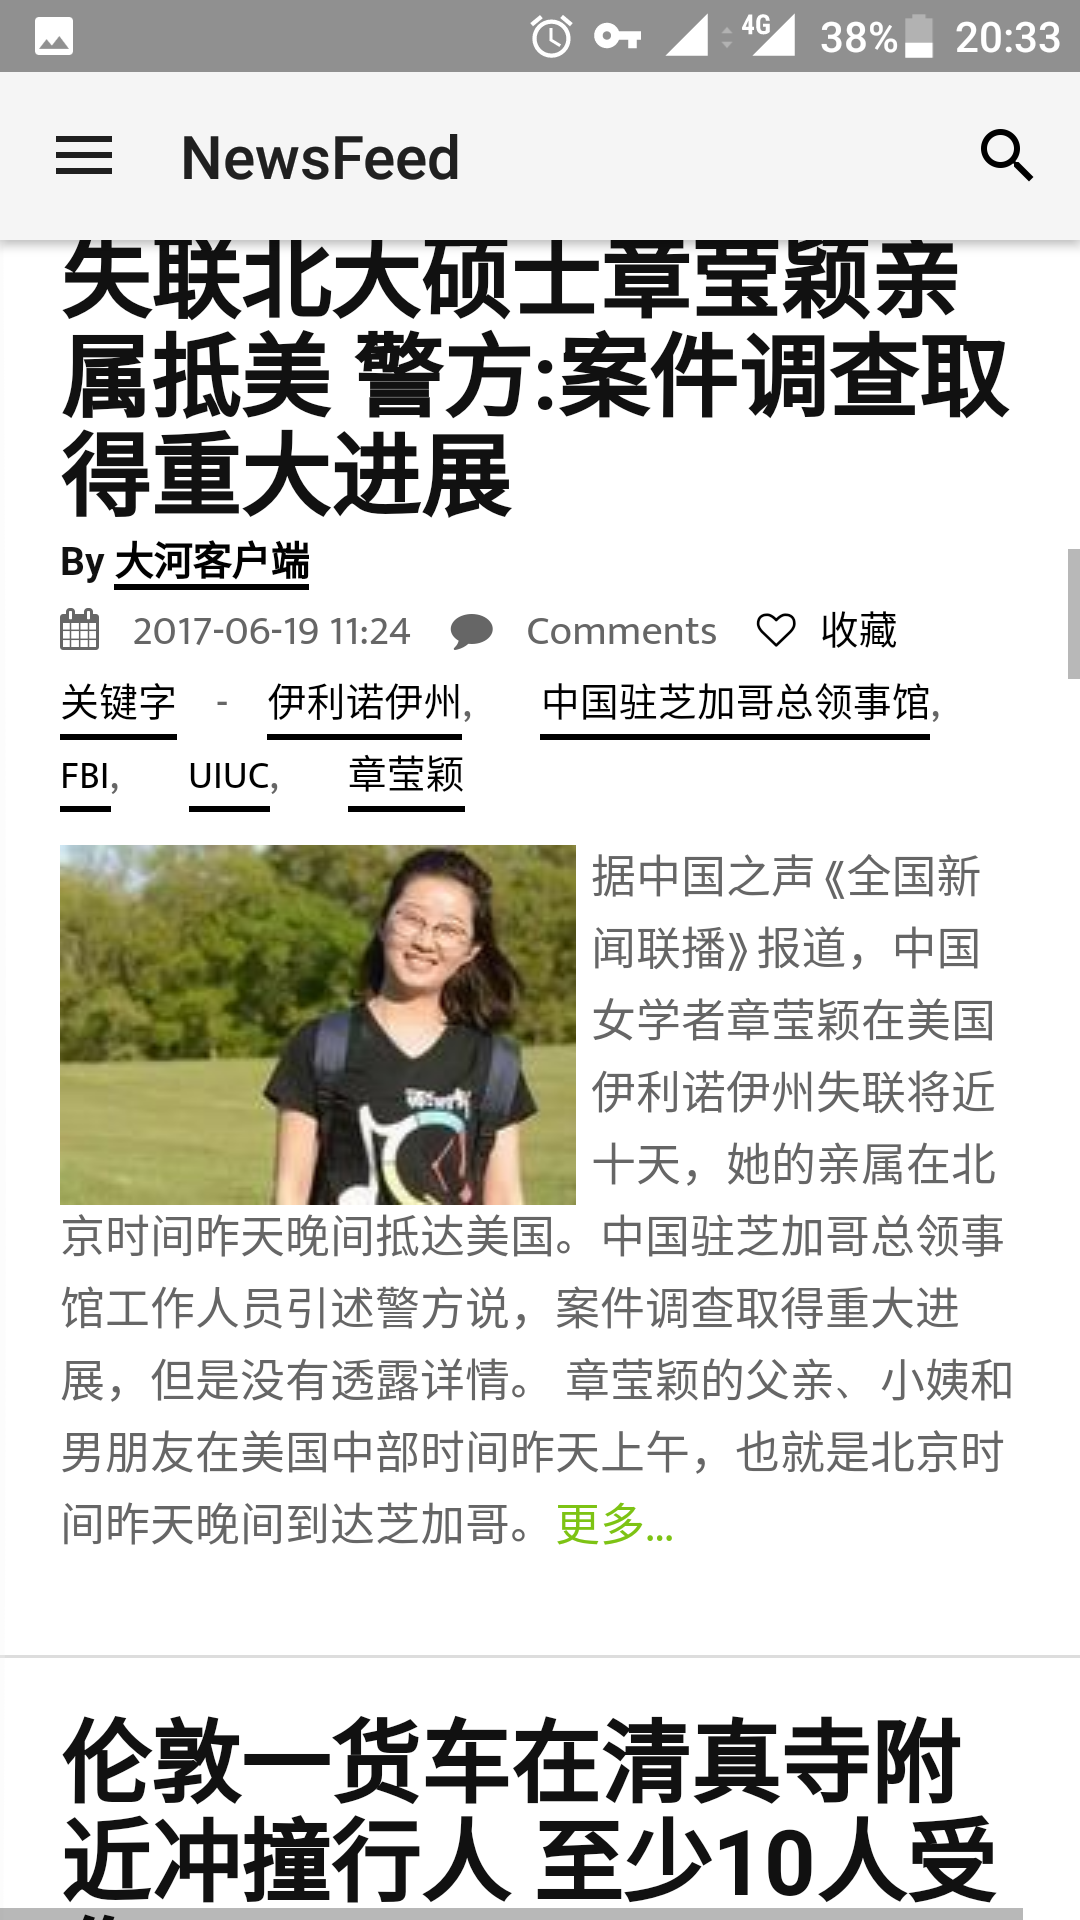 4G 38% 20:33
NewsFeed
失联北大硕士章莹颖亲
属抵美 警方:案件调查取
得重大进展
By 大河客户端
2017-06-19 11:24 Comments 收藏
关键字 - 伊利诺伊州, 中国驻芝加哥总领事馆,
FBI, UIUC, 章莹颖
据中国之声《全国新
闻联播》报道，中国
女学者章莹颖在美国
伊利诺伊州失联将近
十天，她的亲属在北
京时间昨天晚间抵达美国。中国驻芝加哥总领事
馆工作人员引述警方说，案件调查取得重大进
展，但是没有透露详情。 章莹颖的父亲、小姨和
男朋友在美国中部时间昨天上午，也就是北京时
间昨天晚间到达芝加哥。更多...
伦敦一货车在清真寺附
近冲撞行人 至少10人受